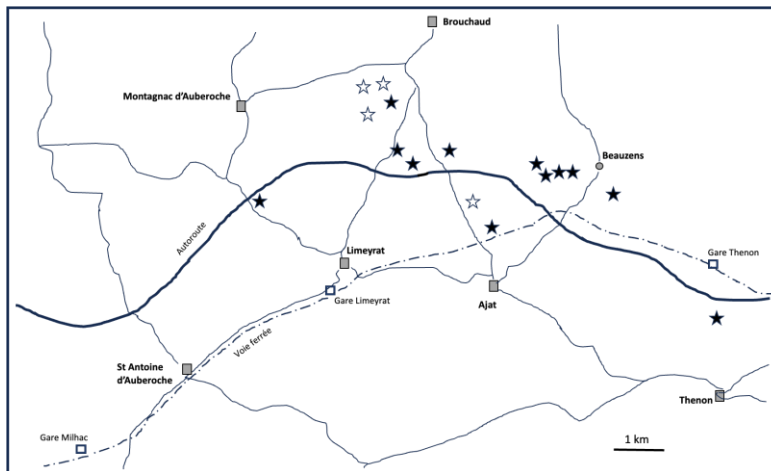 Brouchaud
Montagnac d'Auberoche
Beauzens
Autoroute
Limeyrat
Gare Thenon
Gare Limeyrat
Ajat
Voie ferrée
St Antoine
d'Auberoche
Thenon
Gare Milhac
1 km